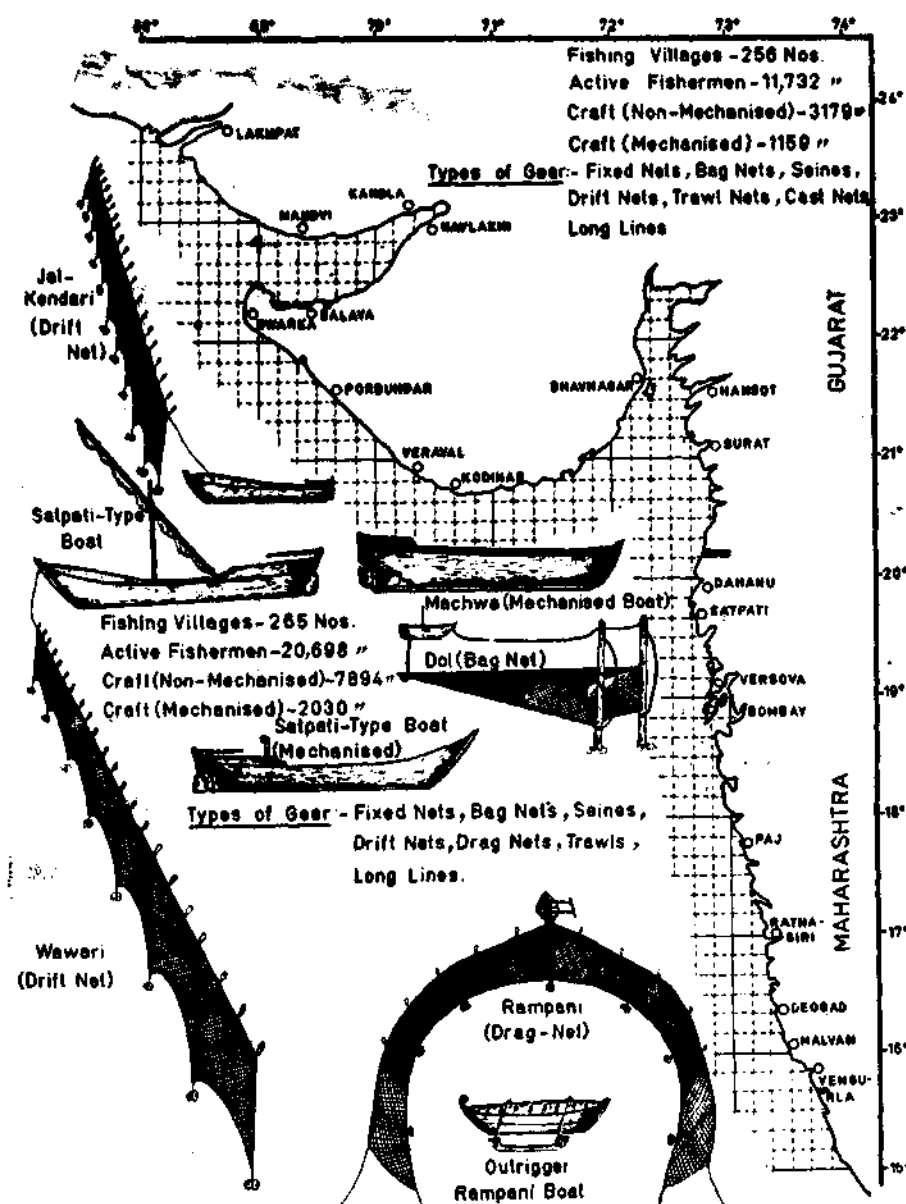 68°
69°
70°
71°
72°
73°
74°
Fishing Villages - 256 Nos.
Active Fishermen - 11,732 〃
Craft (Non-Mechanised) - 3179 〃
Craft (Mechanised) - 1159 〃
Types of Gear:- Fixed Nets, Bag Nets, Seines,
Drift Nets, Trawl Nets, Cast Nets
Long Lines
24°
23°
22°
21°
20°
19°
18°
17°
16°
15°
GUJARAT
MAHARASHTRA
LAKHPAT
KANDLA
MANDVI
NAVLAKHI
DWARKA
SALAYA
PORBUNDAR
VERAVAL
KODINAR
BHAVNAGAR
HANSOT
SURAT
DAHANU
SATPATI
VERSOVA
BOMBAY
RATNA-
GIRI
DEOGAD
MALVAN
VENGU-
RLA
Jal-
Kendari
(Drift
Net)
Satpati-Type
Boat
Machwa (Mechanised Boat)
Dol (Bag Net)
Fishing Villages - 265 Nos.
Active Fishermen - 20,698 〃
Craft (Non-Mechanised) - 7894 〃
Craft (Mechanised) - 2030 〃
Satpati-Type Boat
(Mechanised)
Types of Gear :- Fixed Nets, Bag Nets, Seines,
Drift Nets, Drag Nets, Trawls,
Long Lines.
Wawari
(Drift Net)
Rampani
(Drag-Net)
Outrigger
Rampani Boat